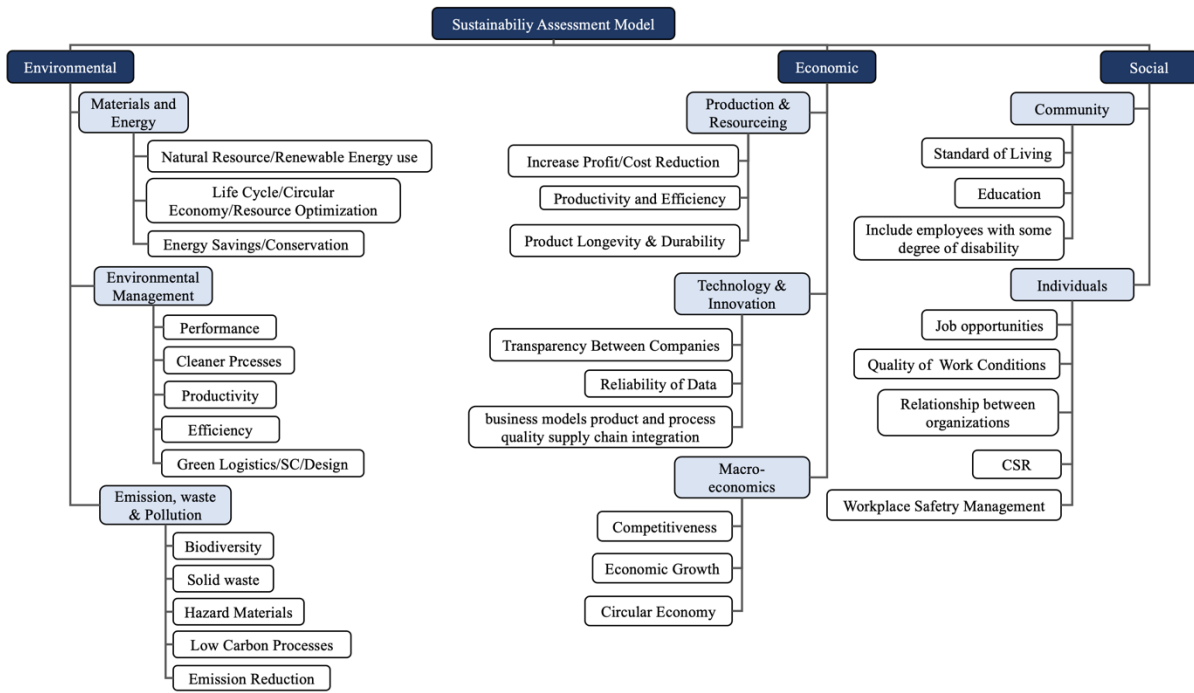 Sustainabiliy Assessment Model
Environmental
Materials and
Energy
Natural Resource/Renewable Energy use
Life Cycle/Circular
Economy/Resource Optimization
Energy Savings/Conservation
Environmental
Management
Performance
Cleaner Prcesses
Productivity
Efficiency
Green Logistics/SC/Design
Emission, waste
& Pollution
Biodiversity
Solid waste
Hazard Materials
Low Carbon Processes
Emission Reduction
Economic
Production &
Resourceing
Increase Profit/Cost Reduction
Productivity and Efficiency
Product Longevity & Durability
Technology &
Innovation
Transparency Between Companies
Reliability of Data
business models product and process
quality supply chain integration
Macro-
economics
Competitiveness
Economic Growth
Circular Economy
Social
Community
Standard of Living
Education
Include employees with some
degree of disability
Individuals
Job opportunities
Quality of Work Conditions
Relationship between
organizations
CSR
Workplace Safetry Management